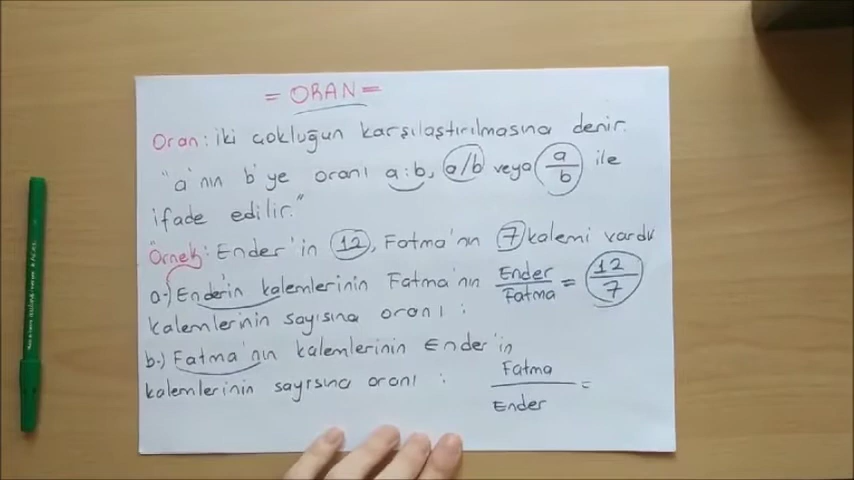 = ORAN =
Oran: iki çokluğun karşılaştırılmasına denir.
"a'nın b'ye oranı a:b, a/b veya a/b ile
ifade edilir."
Örnek: Ender'in 12, Fatma'nın 7 kalemi vardır
a-) Ender'in kalemlerinin Fatma'nın Ender/Fatma = 12/7
kalemlerinin sayısına oranı :
b-) Fatma'nın kalemlerinin Ender'in
kalemlerinin sayısına oranı : Fatma/Ender =